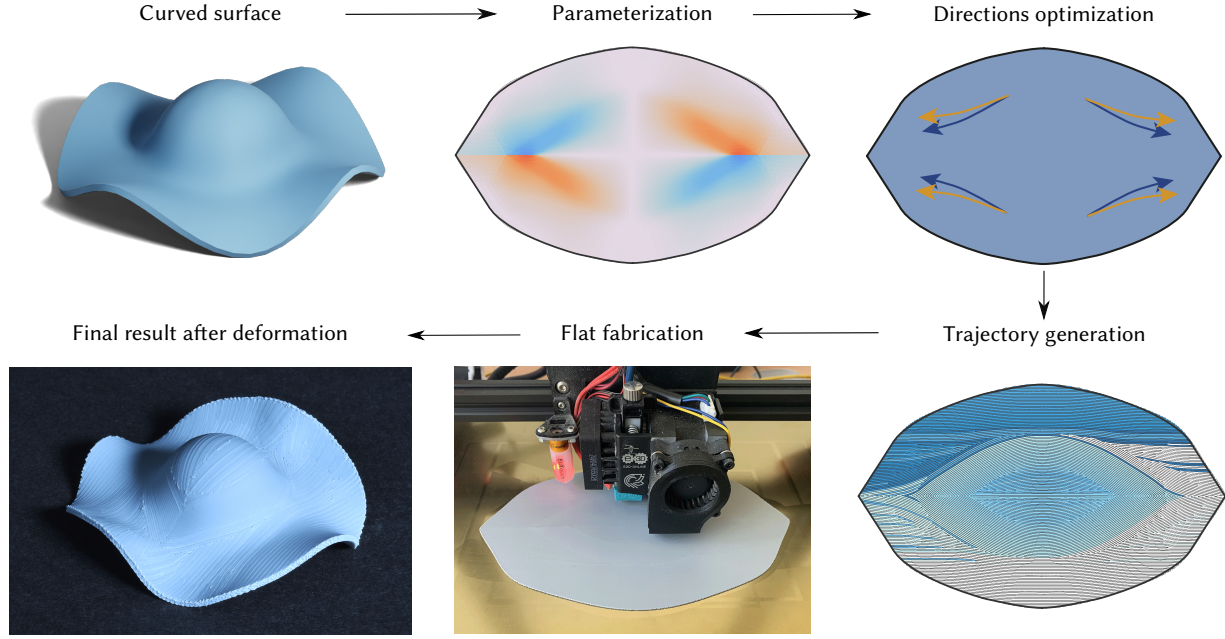 Curved surface
Parameterization
Directions optimization
Final result after deformation
Flat fabrication
Trajectory generation